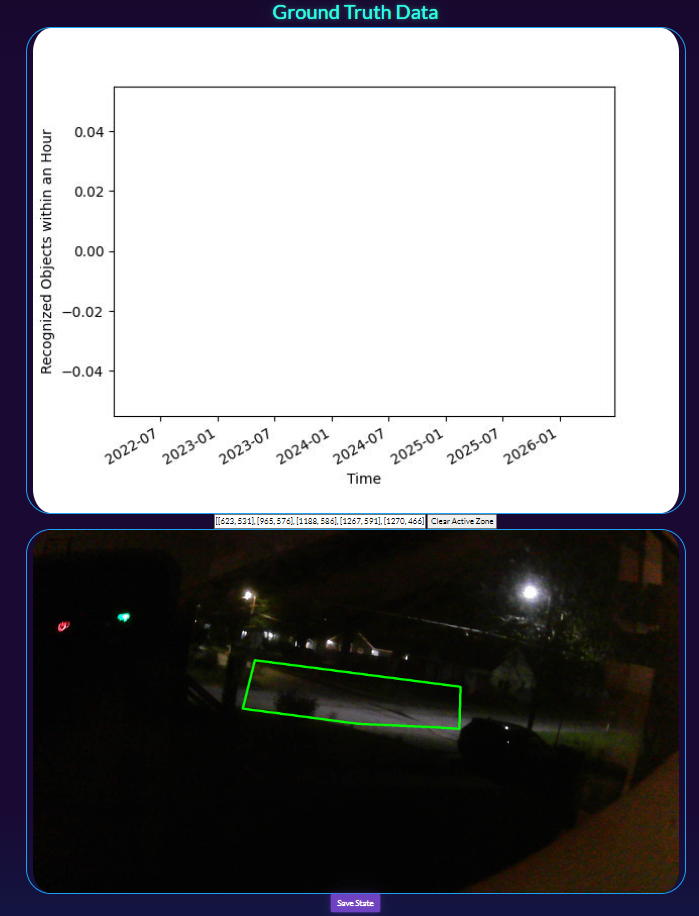 Ground Truth Data
Recognized Objects within an Hour
0.04
0.02
0.00
−0.02
−0.04
2022-07
2023-01
2023-07
2024-01
2024-07
2025-01
2025-07
2026-01
Time
[[623, 531], [965, 576], [1188, 586], [1267, 591], [1270, 466]
Clear Active Zone
Save State